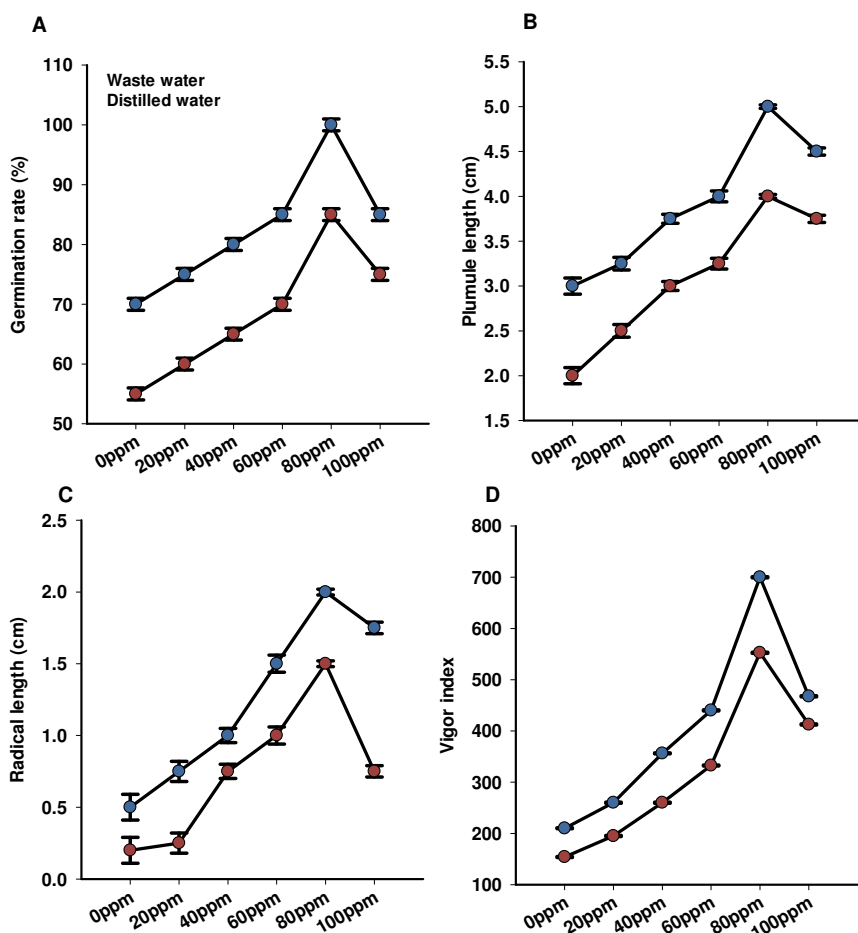 A
110
100
90
80
70
60
50
Germination rate (%)
Waste water
Distilled water
0ppm
20ppm
40ppm
60ppm
80ppm
100ppm
B
5.5
5.0
4.5
4.0
3.5
3.0
2.5
2.0
1.5
Plumule length (cm)
0ppm
20ppm
40ppm
60ppm
80ppm
100ppm
C
2.5
2.0
1.5
1.0
0.5
0.0
Radical length (cm)
0ppm
20ppm
40ppm
60ppm
80ppm
100ppm
D
800
700
600
500
400
300
200
100
Vigor index
0ppm
20ppm
40ppm
60ppm
80ppm
100ppm